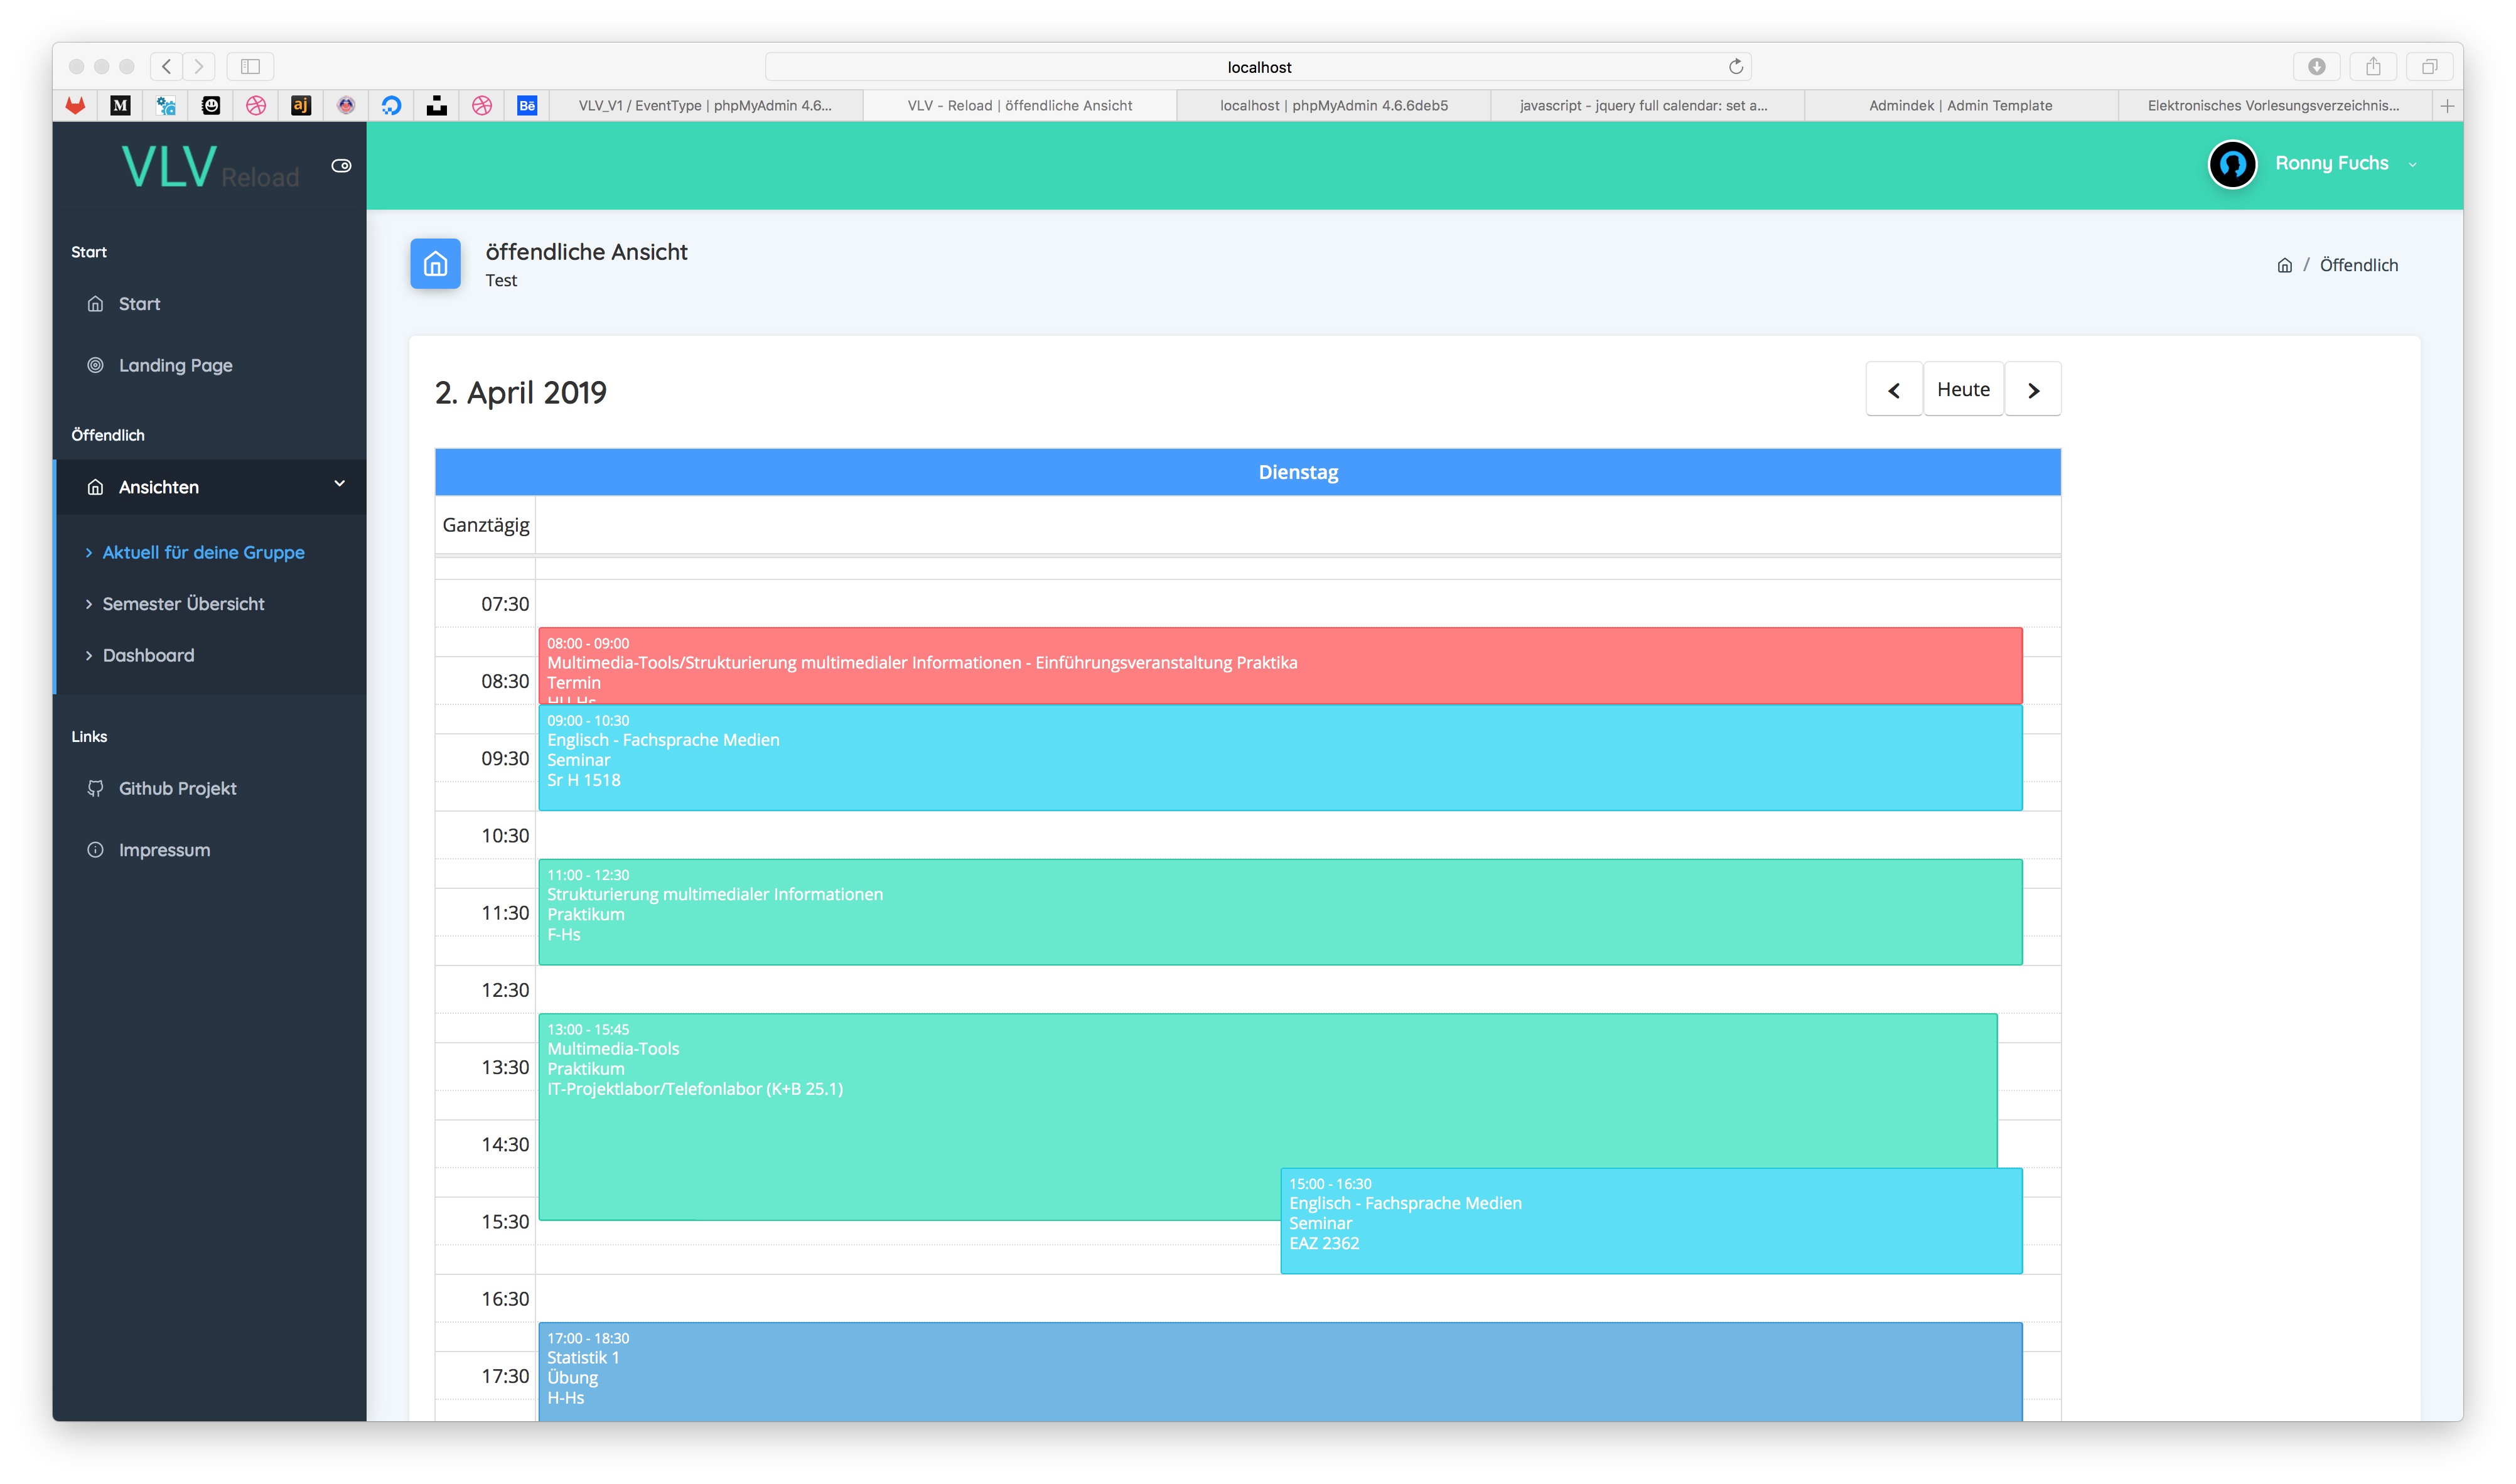 localhost
M
aj
Bē
VLV_V1 / EventType | phpMyAdmin 4.6...
VLV - Reload | öffendliche Ansicht
localhost | phpMyAdmin 4.6.6deb5
javascript - jquery full calendar: set a...
Admindek | Admin Template
Elektronisches Vorlesungsverzeichnis...
VLV Reload
Ronny Fuchs
Start
Start
Landing Page
Öffendlich
Ansichten
Aktuell für deine Gruppe
Semester Übersicht
Dashboard
Links
Github Projekt
Impressum
öffendliche Ansicht
Test
/ Öffendlich
2. April 2019
Heute
Dienstag
Ganztägig
07:30
08:00 - 09:00
Multimedia-Tools/Strukturierung multimedialer Informationen - Einführungsveranstaltung Praktika
Termin
08:30
09:00 - 10:30
Englisch - Fachsprache Medien
Seminar
Sr H 1518
09:30
10:30
11:00 - 12:30
Strukturierung multimedialer Informationen
Praktikum
F-Hs
11:30
12:30
13:00 - 15:45
Multimedia-Tools
Praktikum
IT-Projektlabor/Telefonlabor (K+B 25.1)
13:30
14:30
15:00 - 16:30
Englisch - Fachsprache Medien
Seminar
EAZ 2362
15:30
16:30
17:00 - 18:30
Statistik 1
Übung
H-Hs
17:30